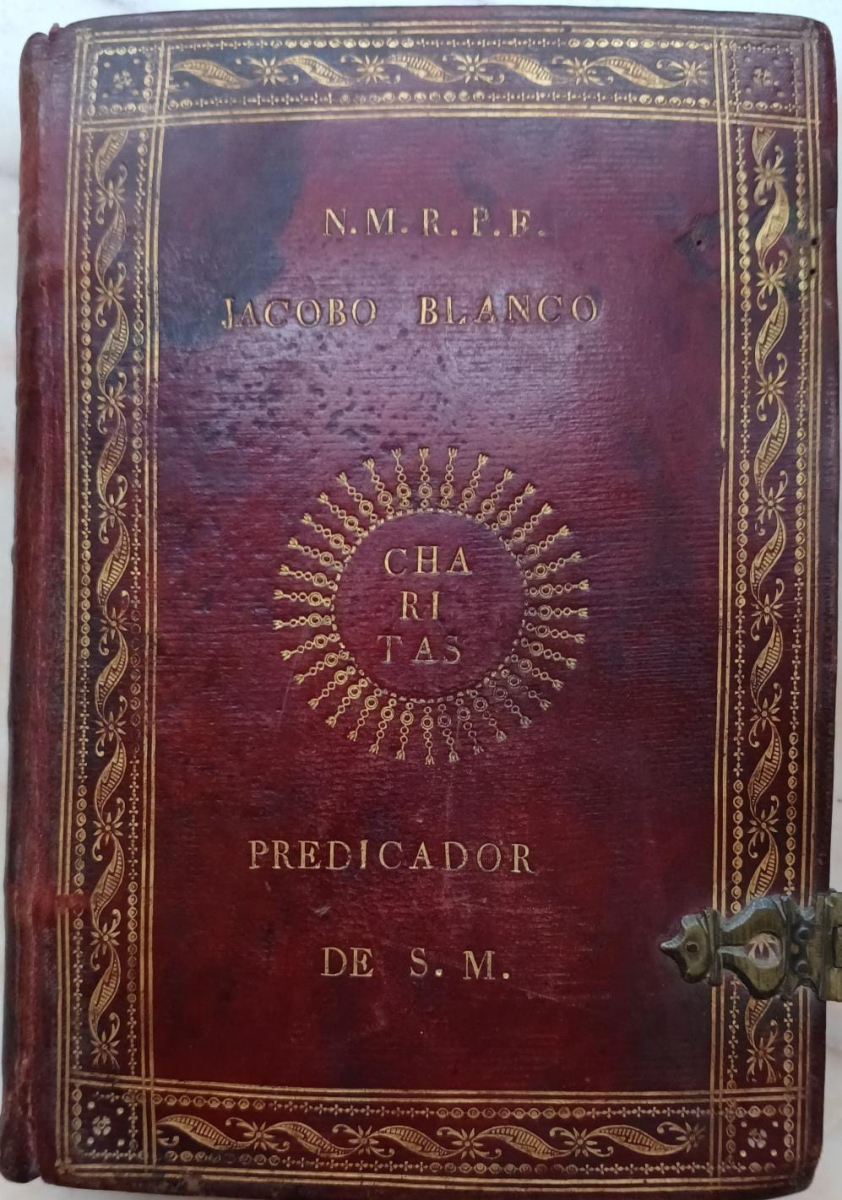 N.M.R.P.F.
JACOBO BLANCO
CHA
RI
TAS
PREDICADOR
DE S. M.